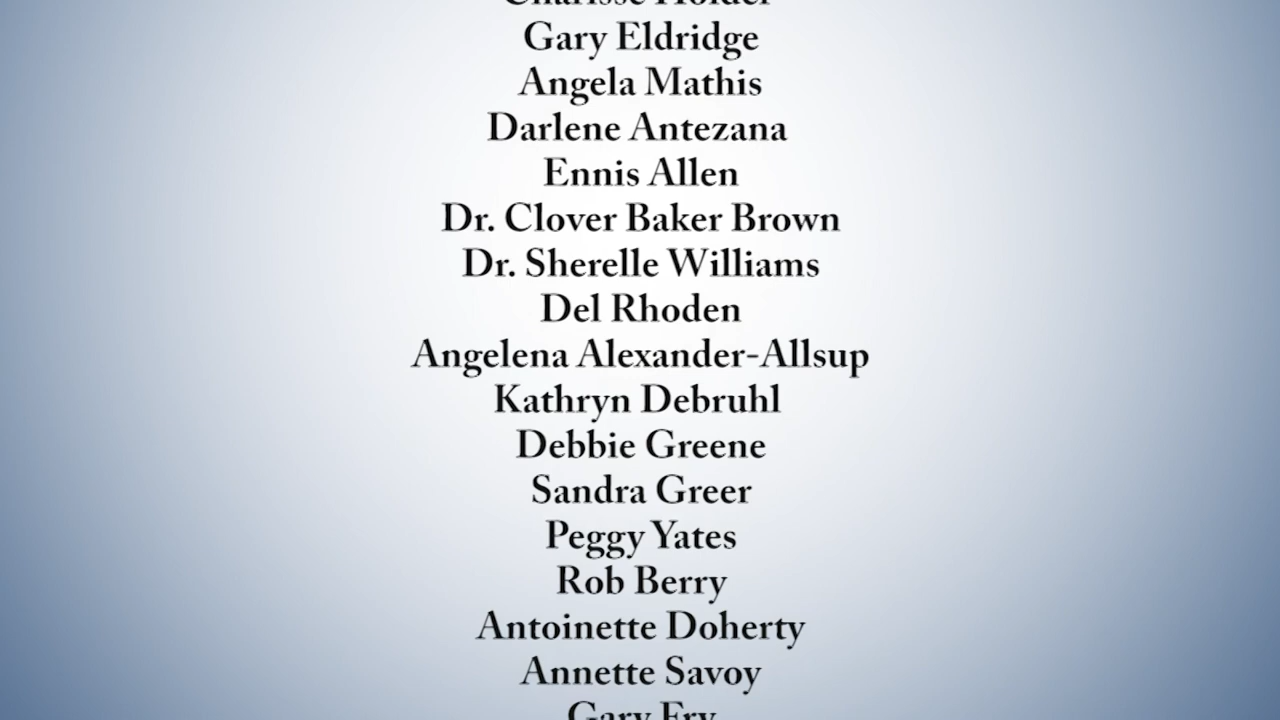 Charisse Holder
Gary Eldridge
Angela Mathis
Darlene Antezana
Ennis Allen
Dr. Clover Baker Brown
Dr. Sherelle Williams
Del Rhoden
Angelena Alexander-Allsup
Kathryn Debruhl
Debbie Greene
Sandra Greer
Peggy Yates
Rob Berry
Antoinette Doherty
Annette Savoy
Gary Fry